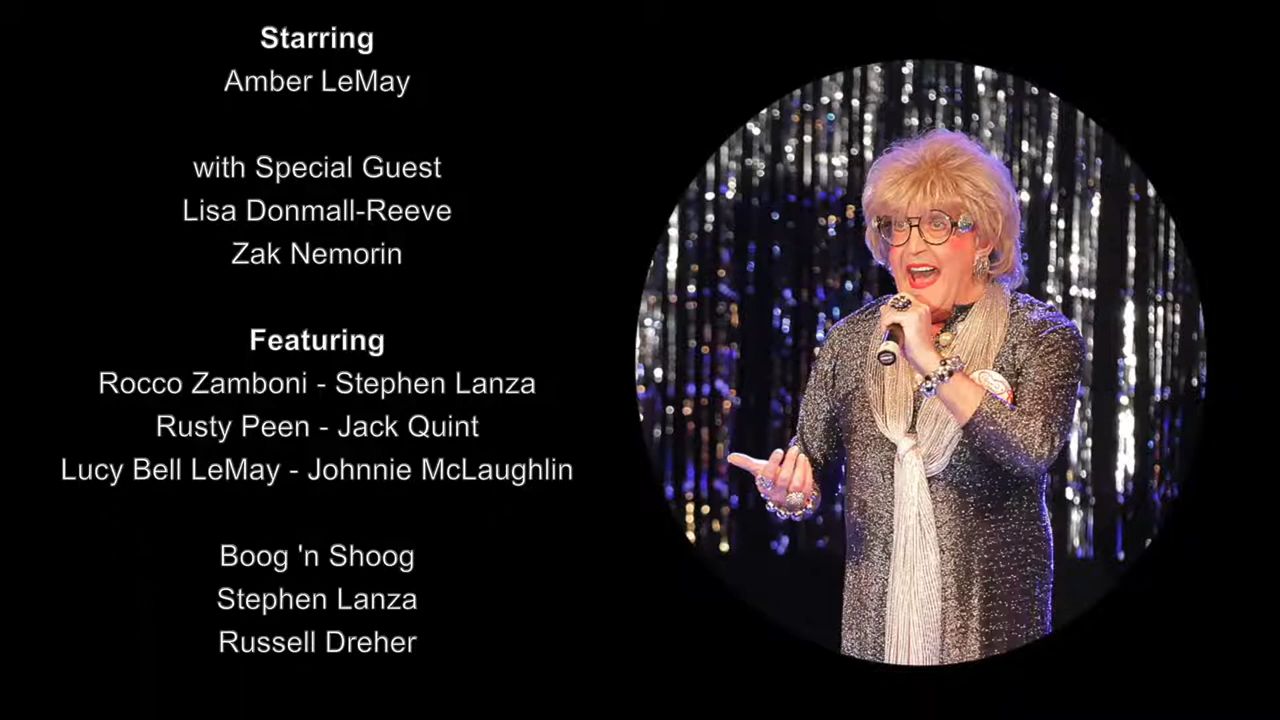 Starring
Amber LeMay
with Special Guest
Lisa Donmall-Reeve
Zak Nemorin
Featuring
Rocco Zamboni - Stephen Lanza
Rusty Peen - Jack Quint
Lucy Bell LeMay - Johnnie McLaughlin
Boog 'n Shoog
Stephen Lanza
Russell Dreher